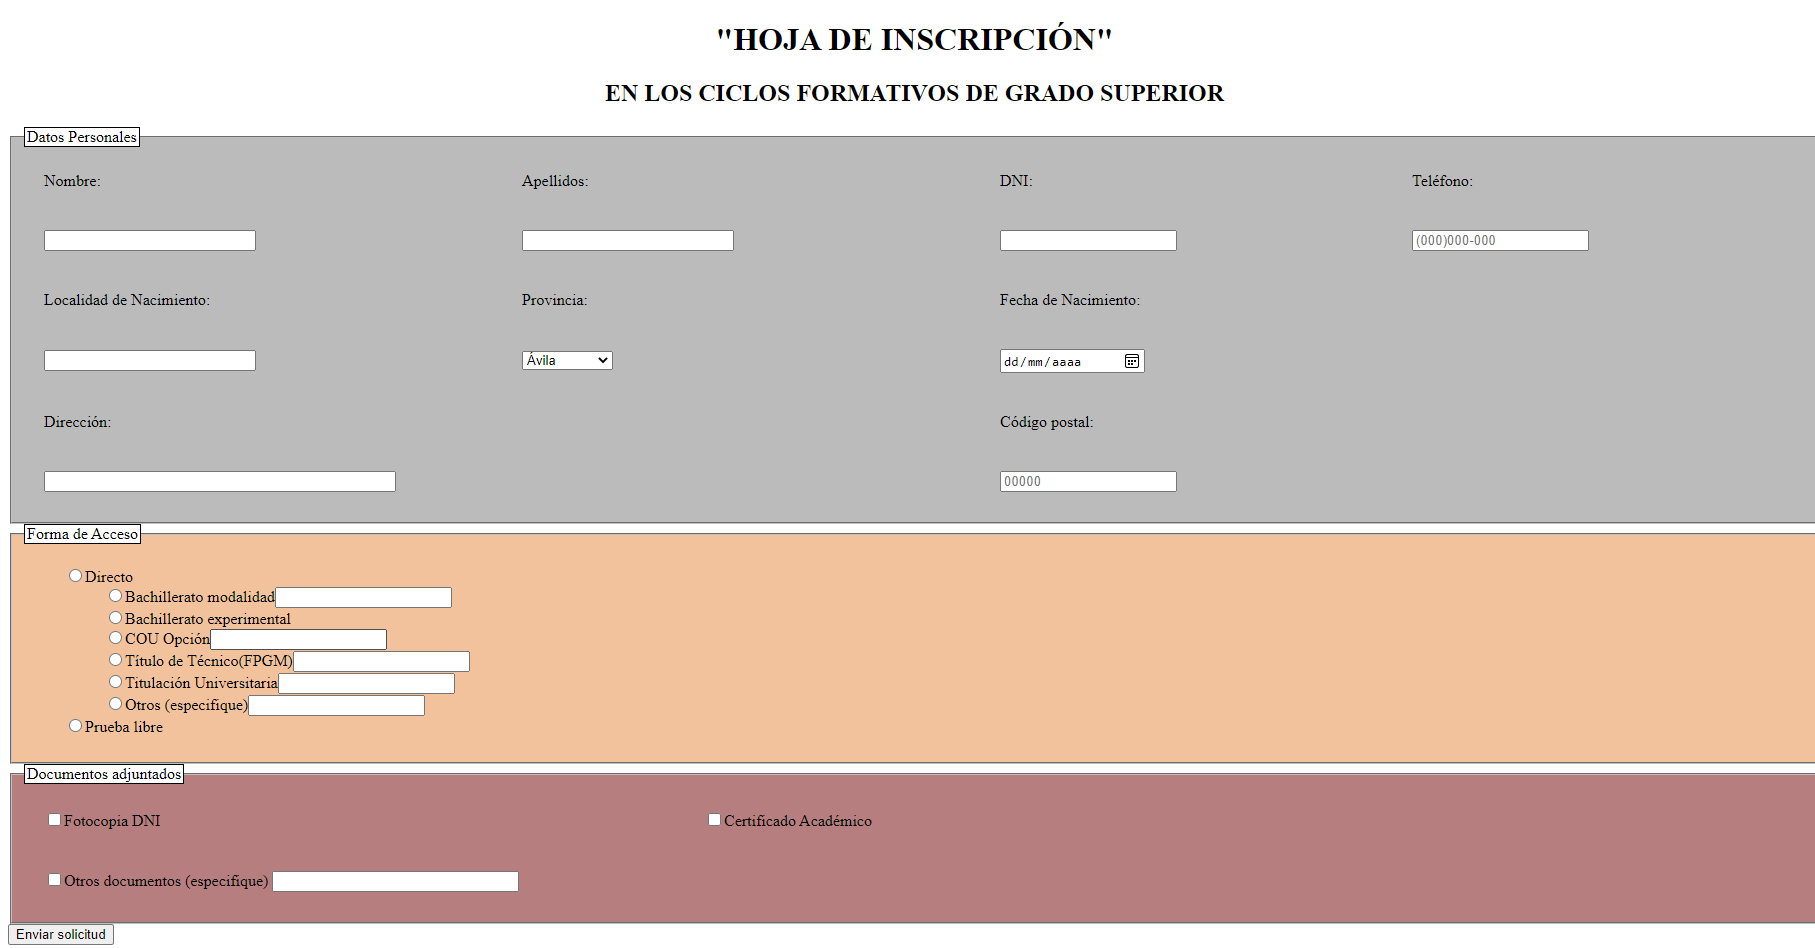 "HOJA DE INSCRIPCIÓN"
EN LOS CICLOS FORMATIVOS DE GRADO SUPERIOR
Datos Personales
Nombre: Apellidos: DNI: Teléfono:
(000)000-000
Localidad de Nacimiento: Provincia: Fecha de Nacimiento:
Ávila dd/mm/aaaa
Dirección: Código postal:
00000
Forma de Acceso
Directo
Bachillerato modalidad
Bachillerato experimental
COU Opción
Título de Técnico(FPGM)
Titulación Universitaria
Otros (especifique)
Prueba libre
Documentos adjuntados
Fotocopia DNI Certificado Académico
Otros documentos (especifique)
Enviar solicitud